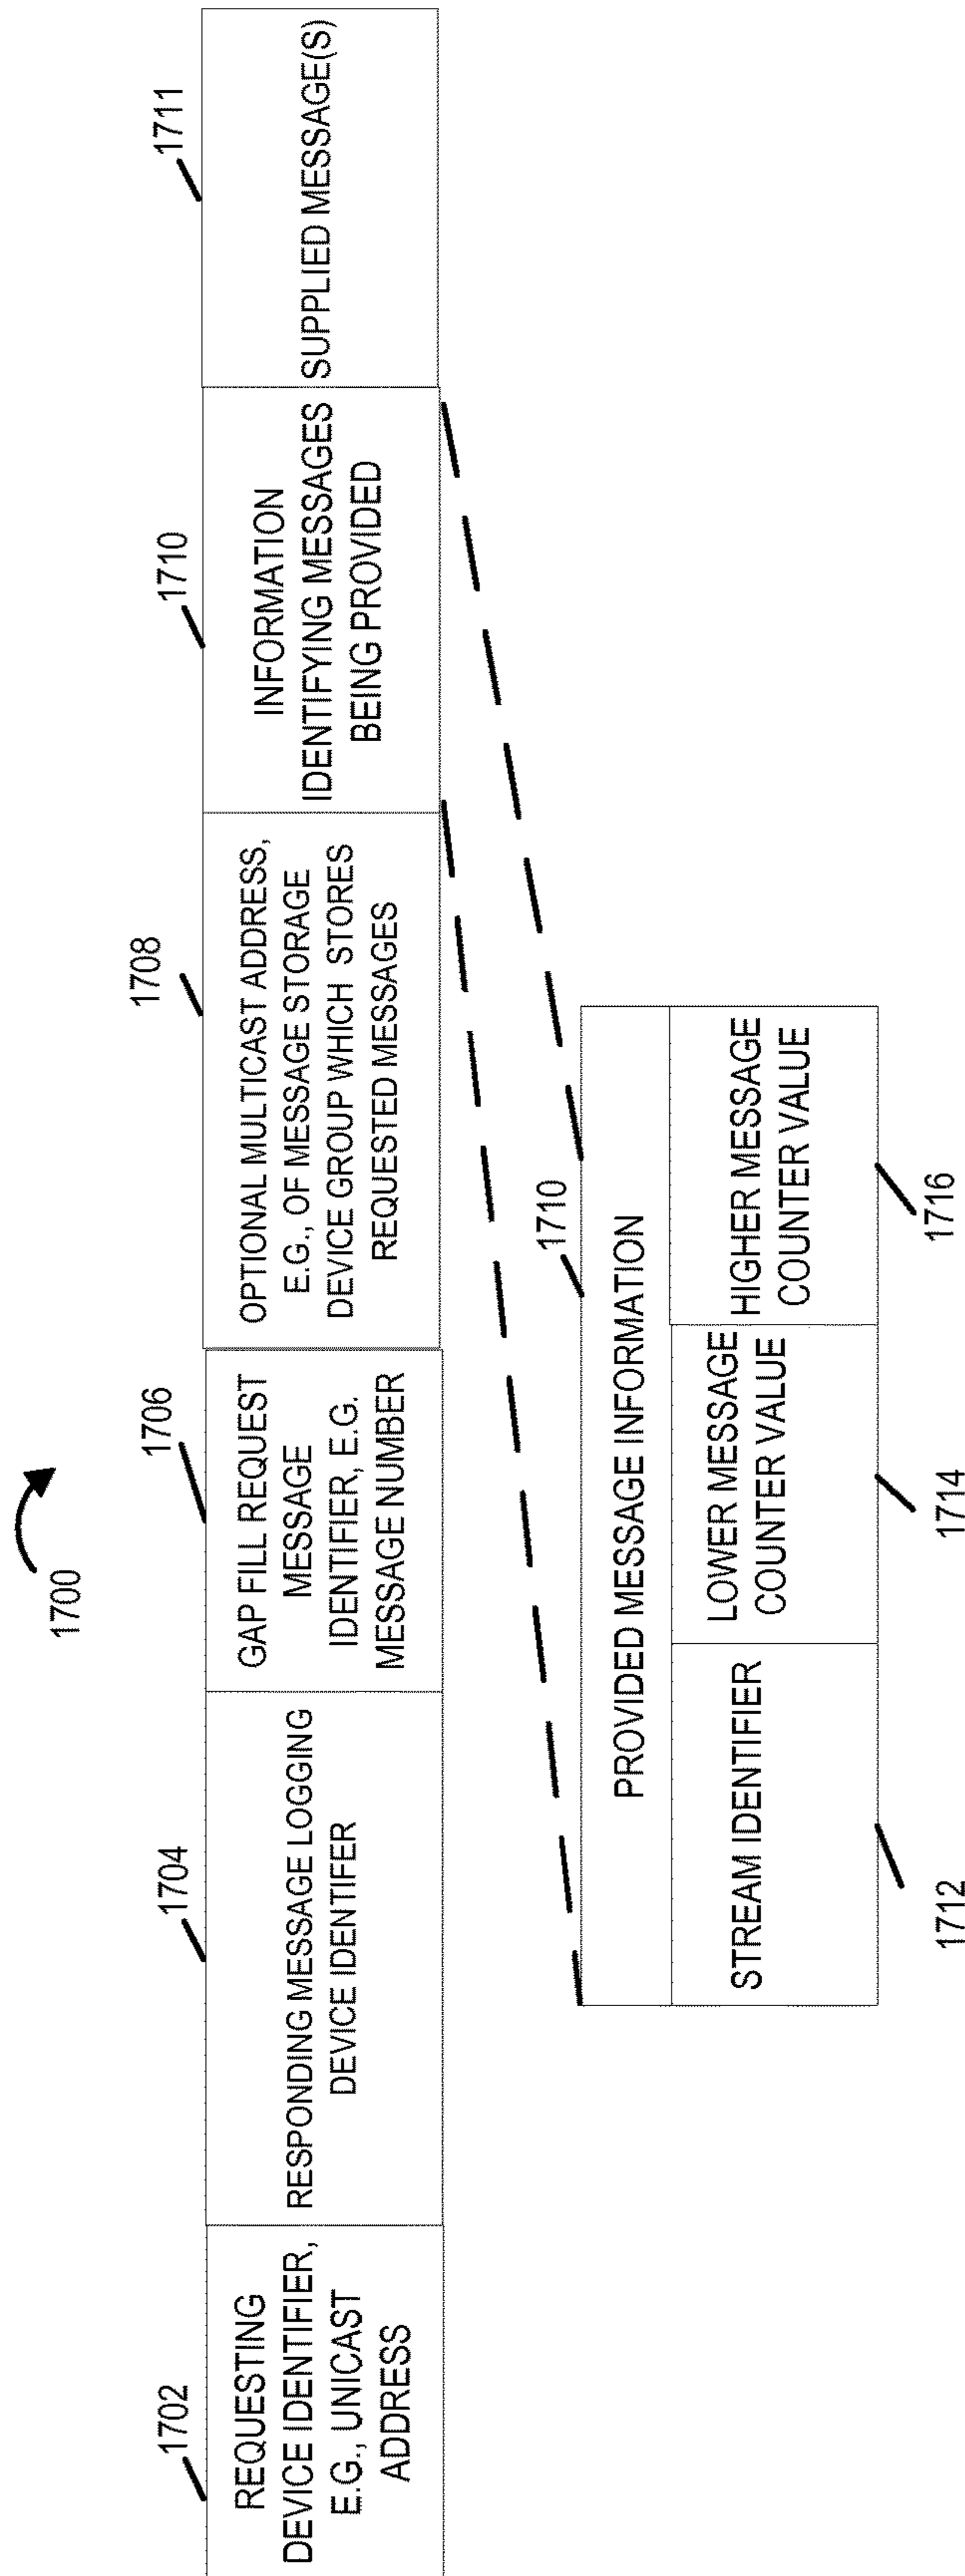 1700
1702
REQUESTING
DEVICE IDENTIFIER,
E.G., UNICAST
ADDRESS
1704
RESPONDING MESSAGE LOGGING
DEVICE IDENTIFER
1706
GAP FILL REQUEST
MESSAGE
IDENTIFIER, E.G.
MESSAGE NUMBER
1708
OPTIONAL MULTICAST ADDRESS,
E.G., OF MESSAGE STORAGE
DEVICE GROUP WHICH STORES
REQUESTED MESSAGES
1710
INFORMATION
IDENTIFYING MESSAGES
BEING PROVIDED
1711
SUPPLIED MESSAGE(S)
1710
PROVIDED MESSAGE INFORMATION
STREAM IDENTIFIER
LOWER MESSAGE
COUNTER VALUE
HIGHER MESSAGE
COUNTER VALUE
1712
1714
1716